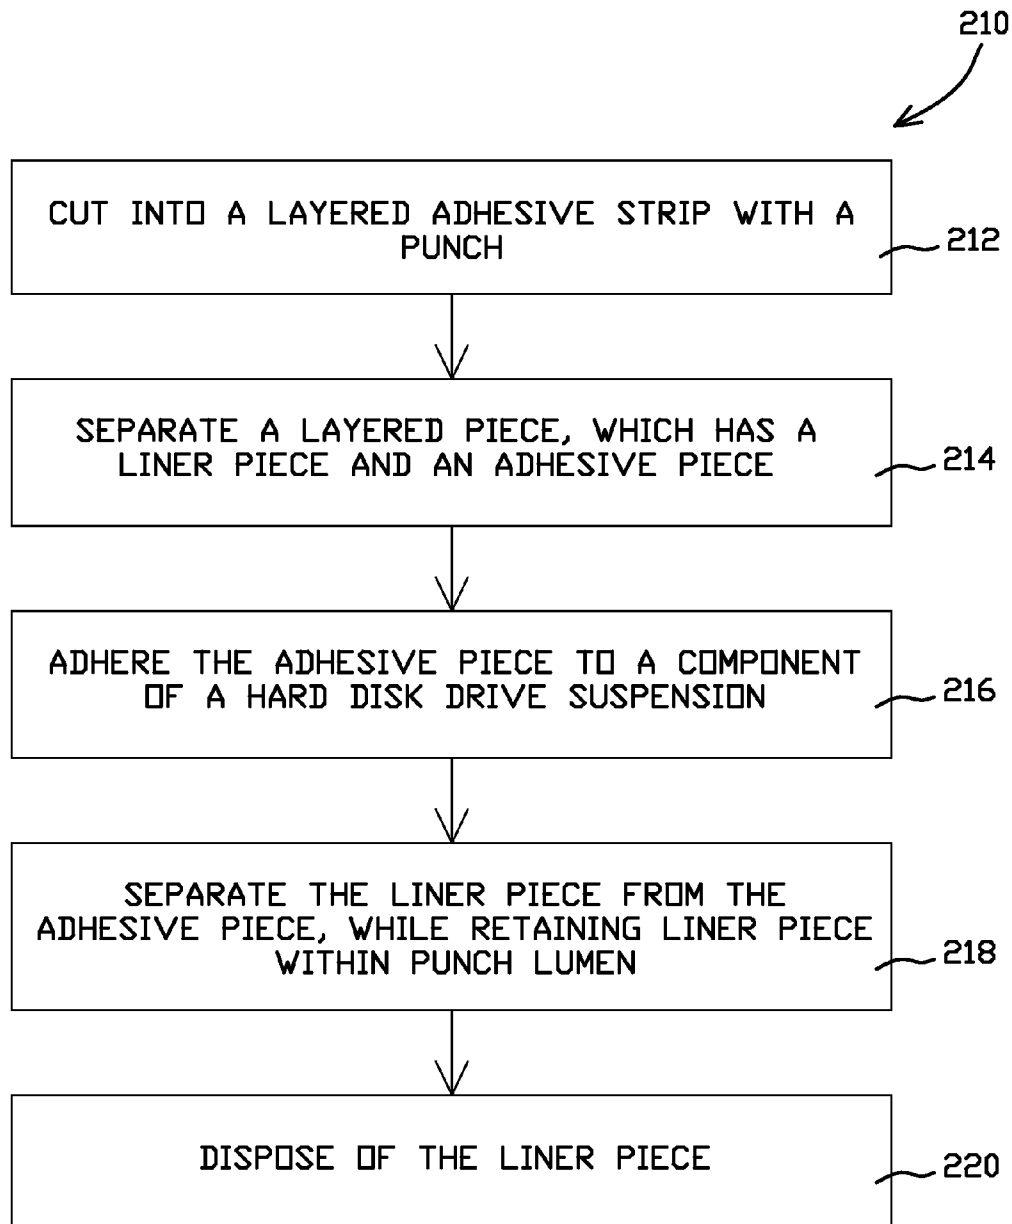 210
CUT INTO A LAYERED ADHESIVE STRIP WITH A
PUNCH
212
SEPARATE A LAYERED PIECE, WHICH HAS A
LINER PIECE AND AN ADHESIVE PIECE
214
ADHERE THE ADHESIVE PIECE TO A COMPONENT
OF A HARD DISK DRIVE SUSPENSION
216
SEPARATE THE LINER PIECE FROM THE
ADHESIVE PIECE, WHILE RETAINING LINER PIECE
WITHIN PUNCH LUMEN
218
DISPOSE OF THE LINER PIECE
220